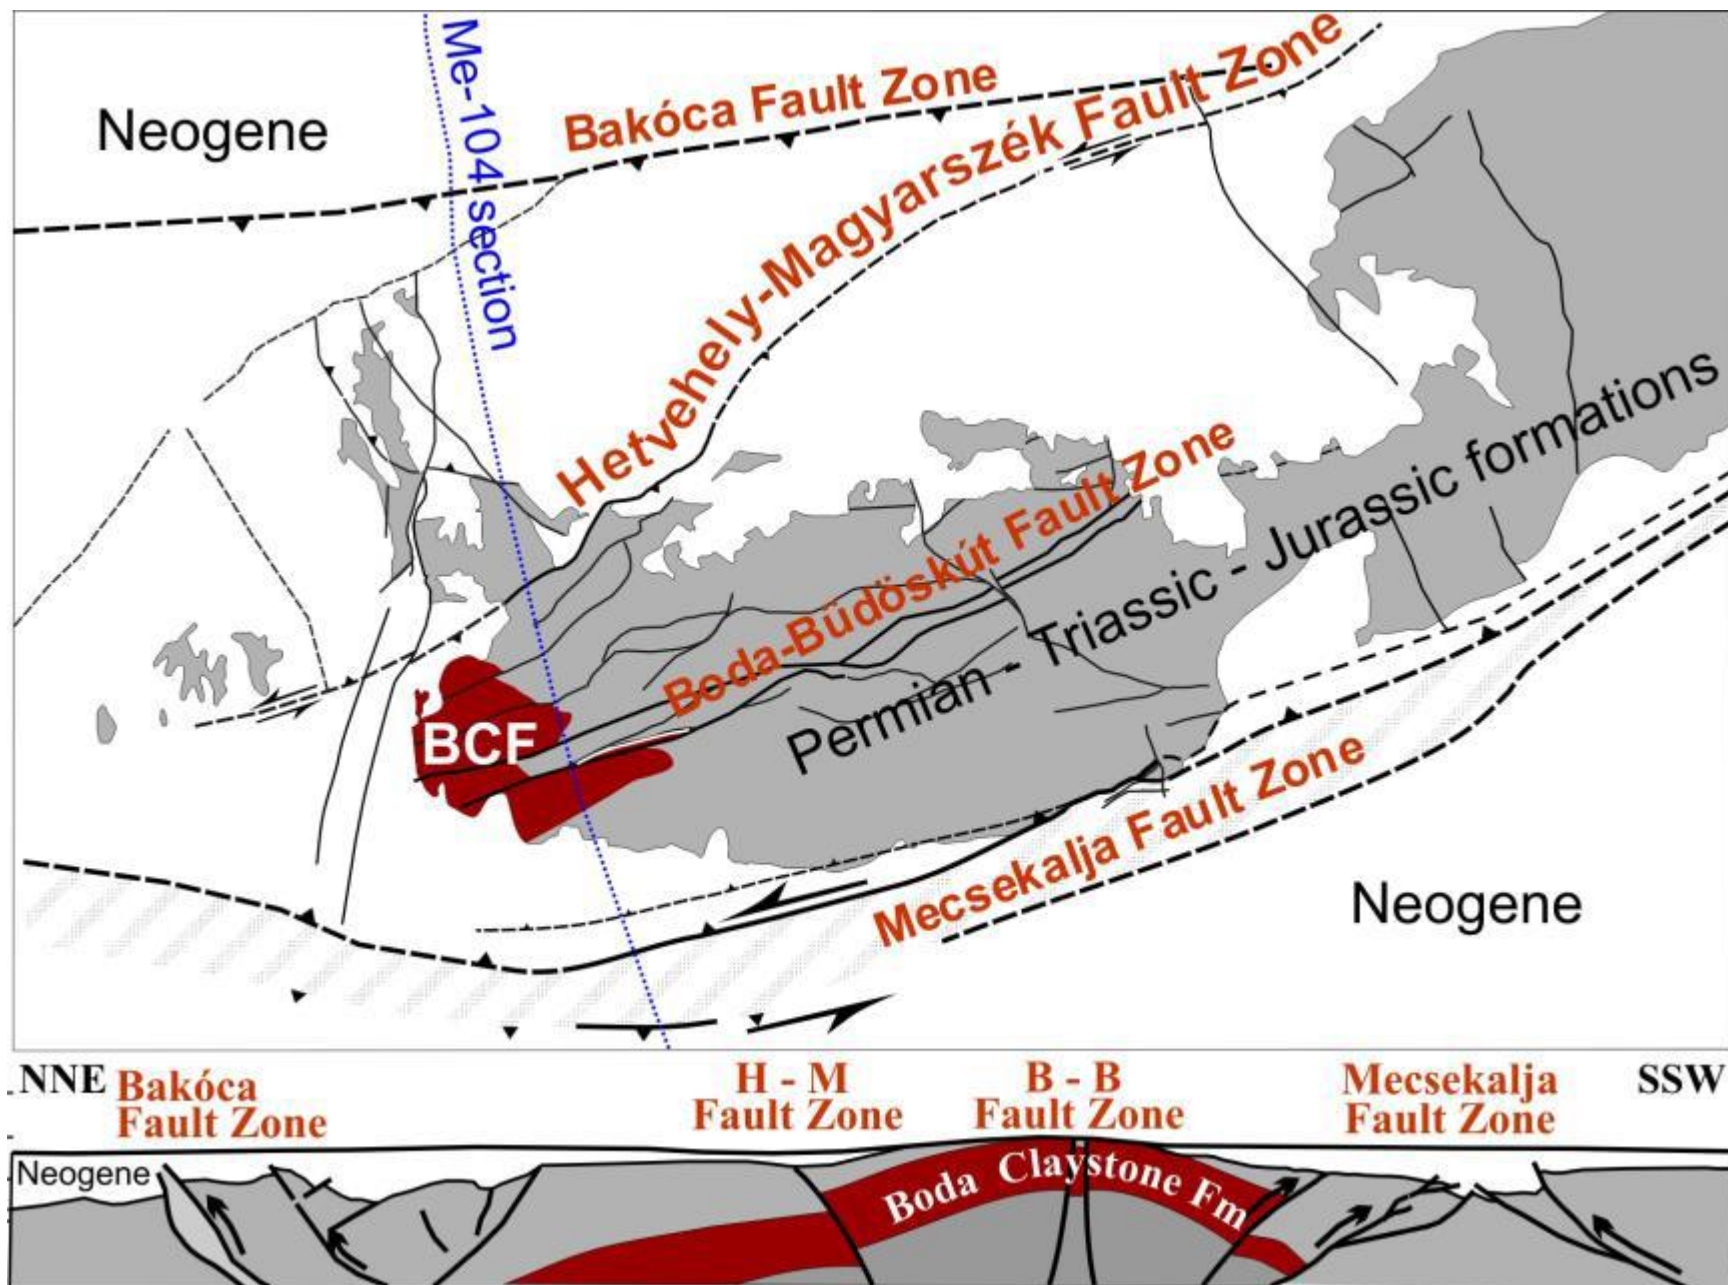 Neogene
Me-104 section
Bakóca Fault Zone
Hetvehely-Magyarszék Fault Zone
Boda-Büdöskút Fault Zone
Permian - Triassic - Jurassic formations
BCF
Mecsekalja Fault Zone
Neogene
NNE
Bakóca
Fault Zone
H - M
Fault Zone
B - B
Fault Zone
Mecsekalja
Fault Zone
SSW
Neogene
Boda Claystone Fm